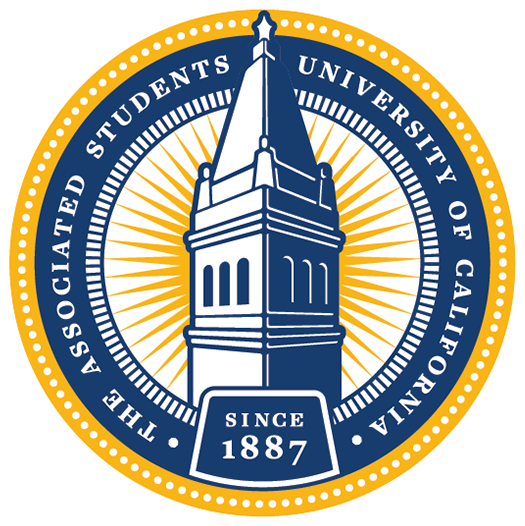 • THE ASSOCIATED STUDENTS UNIVERSITY OF CALIFORNIA •
SINCE
1887